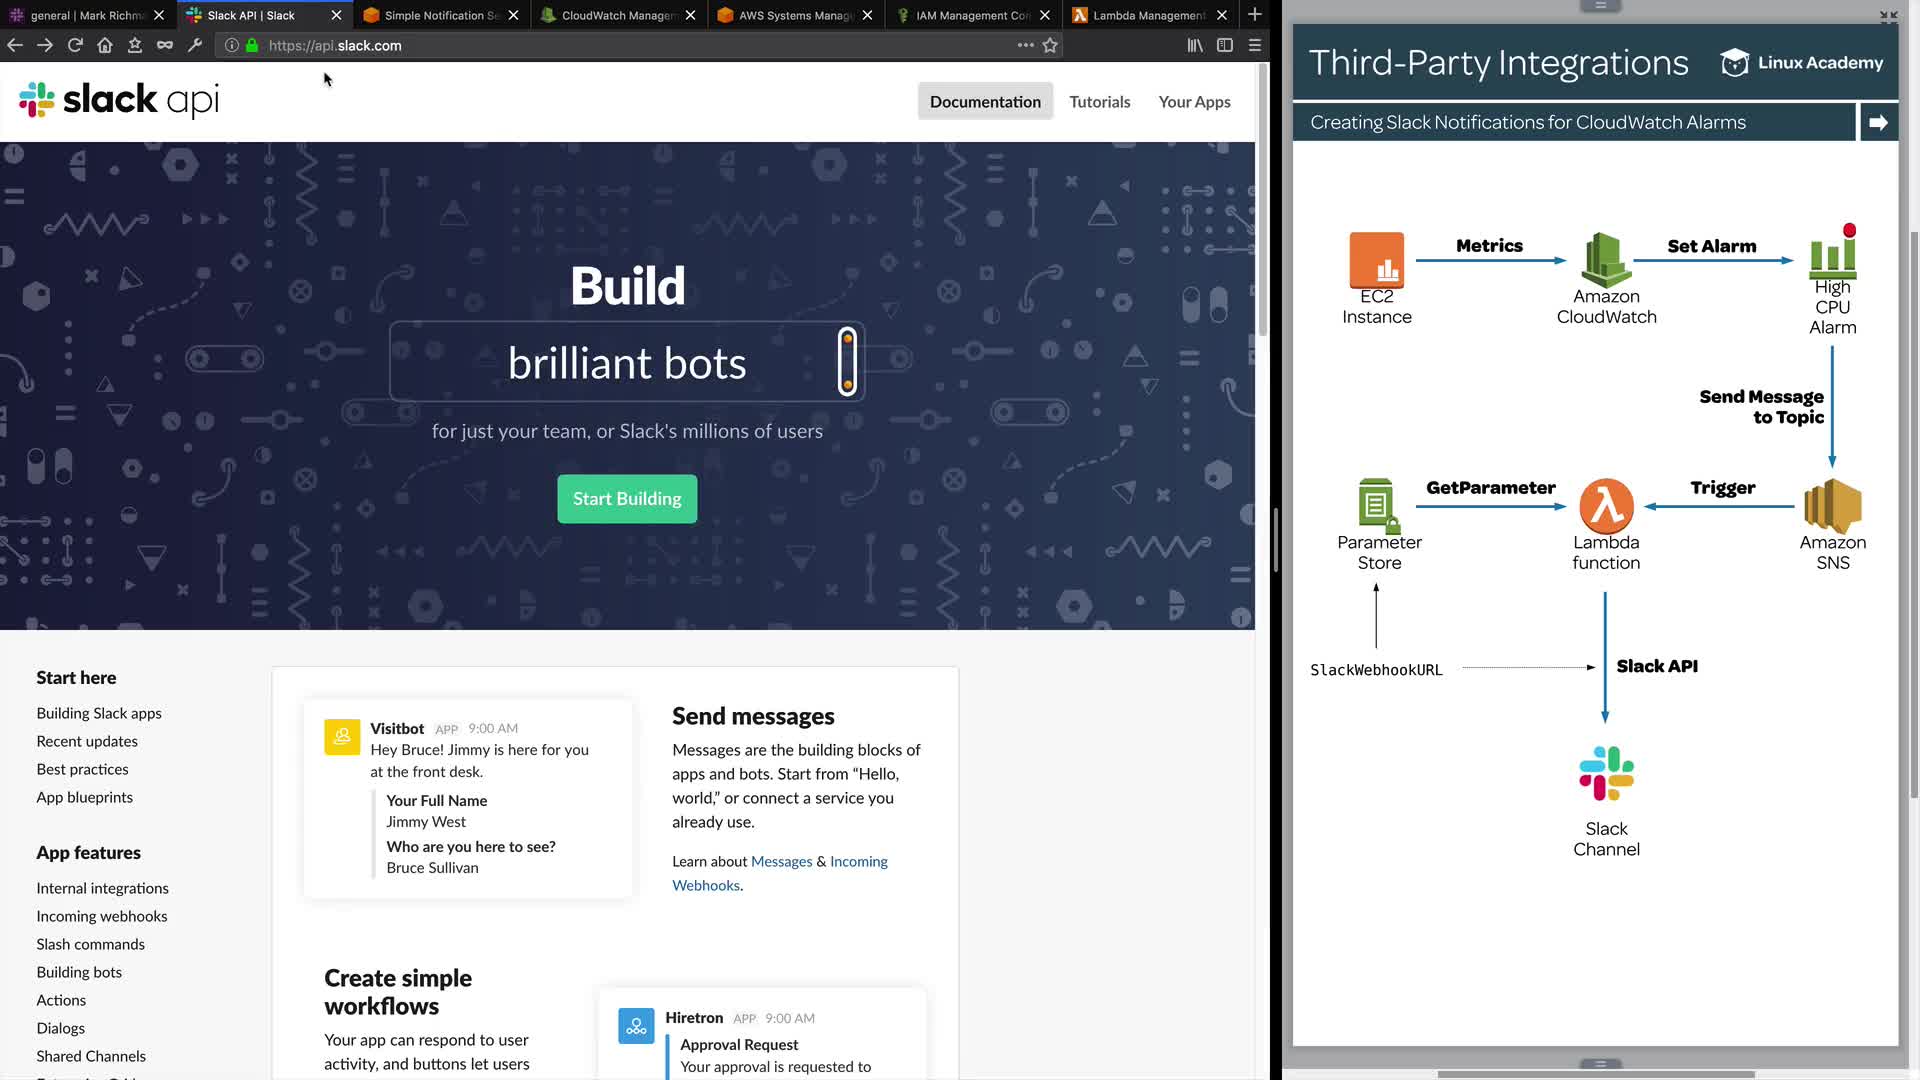 general | Mark Richma
Slack API | Slack
Simple Notification Se
CloudWatch Managem
AWS Systems Manag
IAM Management Con
Lambda Management
https://api.slack.com
slack api
Documentation
Tutorials
Your Apps
Build
brilliant bots
for just your team, or Slack's millions of users
Start Building
Start here
Building Slack apps
Recent updates
Best practices
App blueprints
App features
Internal integrations
Incoming webhooks
Slash commands
Building bots
Actions
Dialogs
Shared Channels
Visitbot APP 9:00 AM
Hey Bruce! Jimmy is here for you
at the front desk.
Your Full Name
Jimmy West
Who are you here to see?
Bruce Sullivan
Send messages
Messages are the building blocks of
apps and bots. Start from “Hello,
world,” or connect a service you
already use.
Learn about Messages & Incoming
Webhooks.
Create simple
workflows
Your app can respond to user
activity, and buttons let users
Hiretron APP 9:00 AM
Approval Request
Your approval is requested to
Third-Party Integrations
Linux Academy
Creating Slack Notifications for CloudWatch Alarms
EC2
Instance
Metrics
Amazon
CloudWatch
Set Alarm
High
CPU
Alarm
Send Message
to Topic
Parameter
Store
GetParameter
Lambda
function
Trigger
Amazon
SNS
SlackWebhookURL
Slack API
Slack
Channel